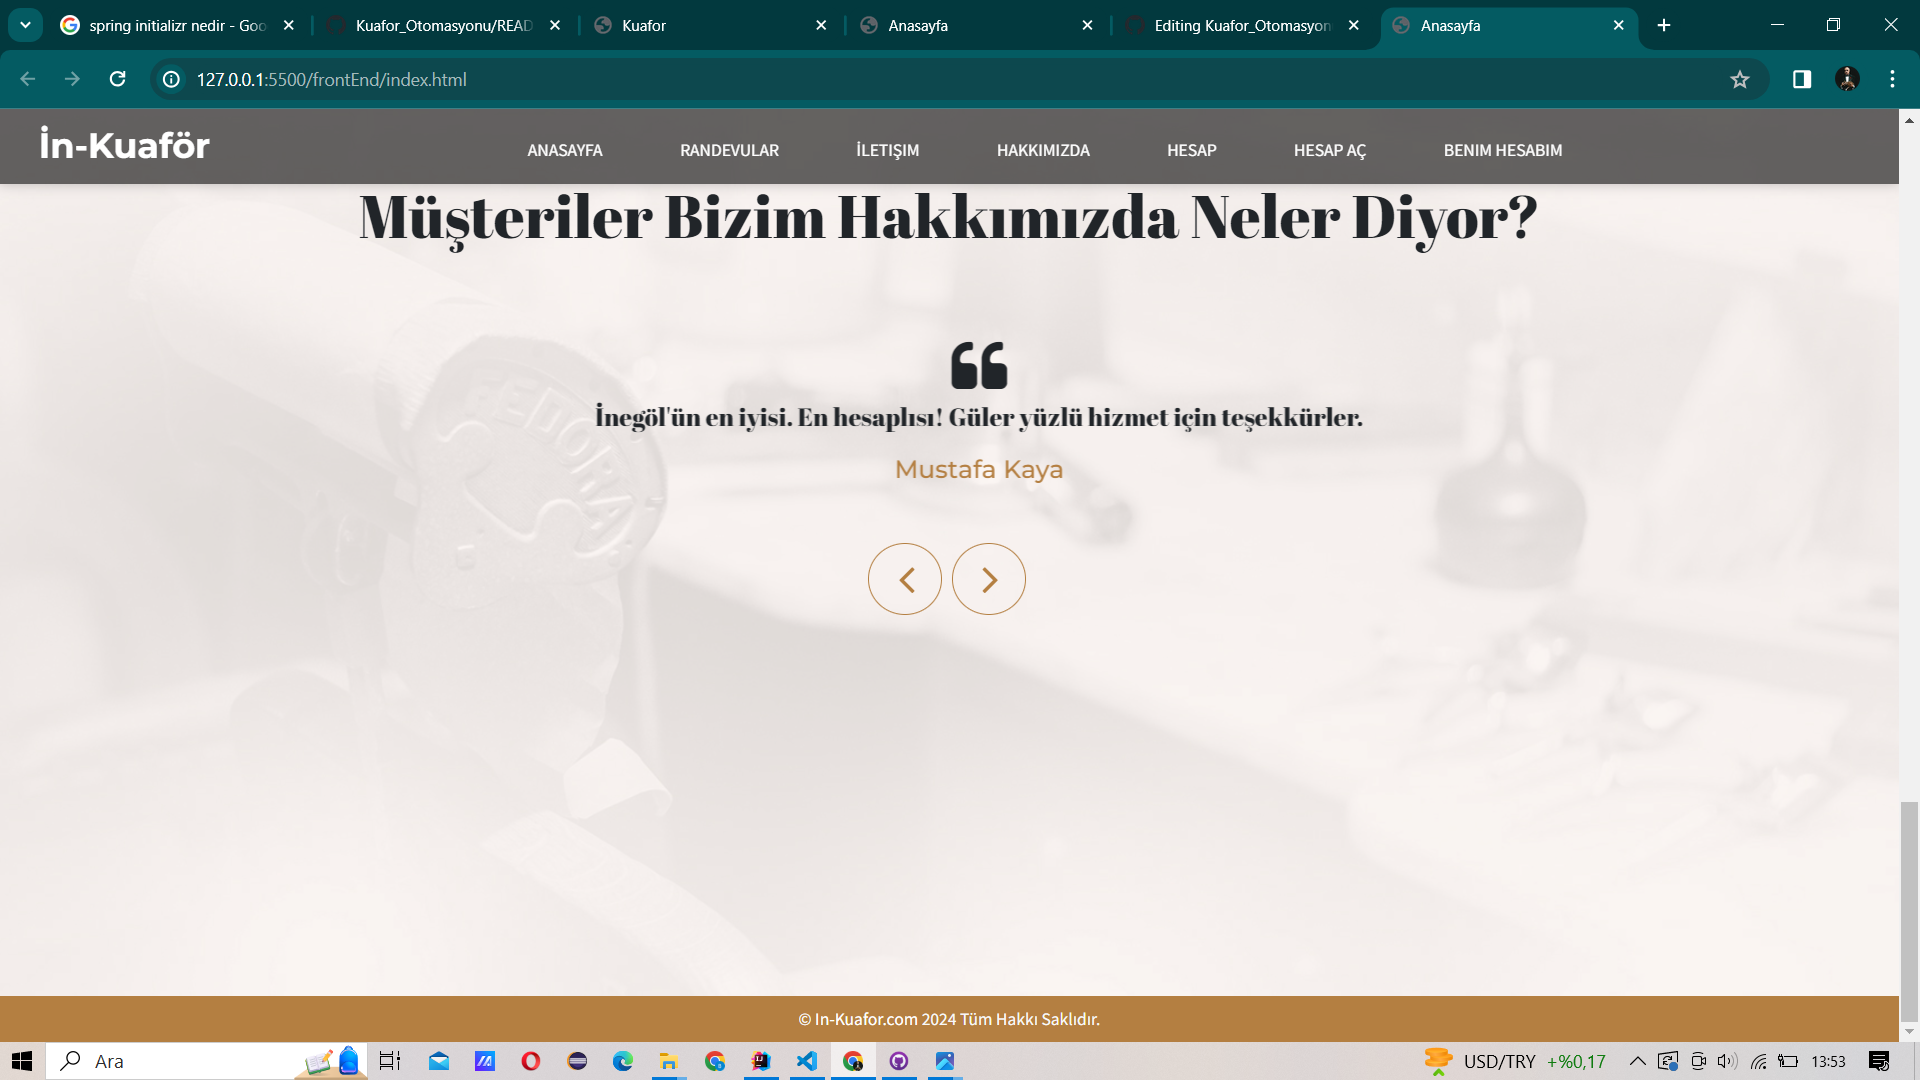 spring initializr nedir - Goo
Kuafor_Otomasyonu/READ
Kuafor
Anasayfa
Editing Kuafor_Otomasyon
Anasayfa
127.0.0.1:5500/frontEnd/index.html
İn-Kuaför
ANASAYFA
RANDEVULAR
İLETIŞIM
HAKKIMIZDA
HESAP
HESAP AÇ
BENIM HESABIM
Müşteriler Bizim Hakkımızda Neler Diyor?
FEDORA
İnegöl'ün en iyisi. En hesaplısı! Güler yüzlü hizmet için teşekkürler.
Mustafa Kaya
© In-Kuafor.com 2024 Tüm Hakkı Saklıdır.
Ara
USD/TRY +%0,17
13:53